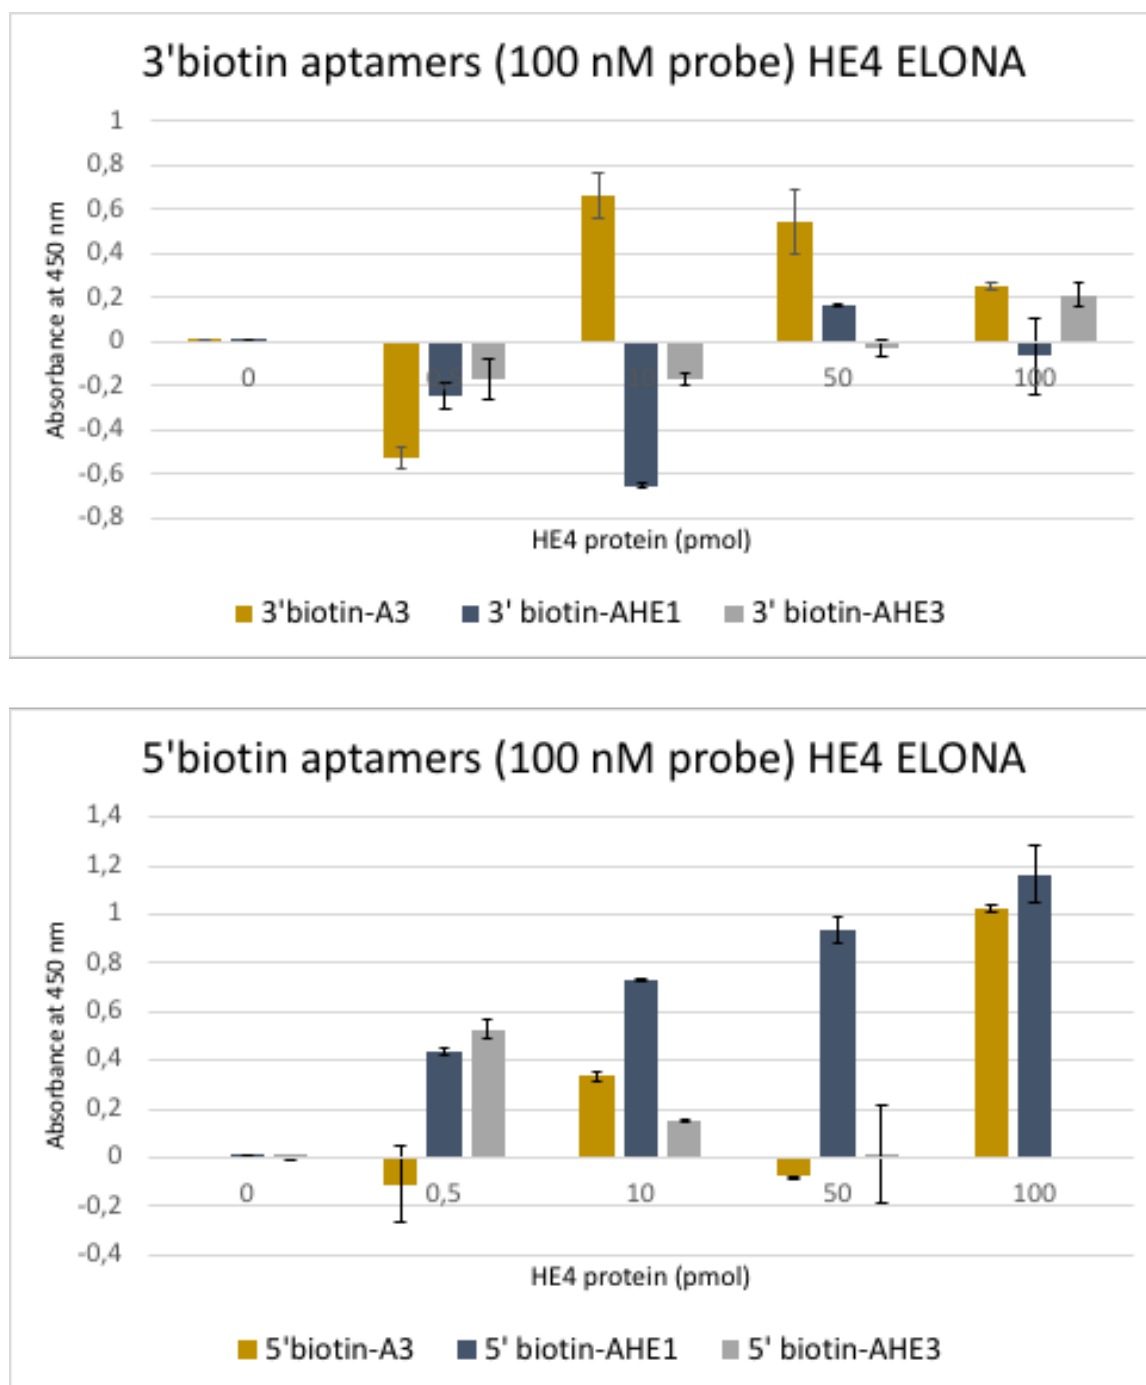 3'biotin aptamers (100 nM probe) HE4 ELONA
1
0,8
0,6
0,4
0,2
0
-0,2
-0,4
-0,6
-0,8
Absorbance at 450 nm
0 0,5 10 50 100
HE4 protein (pmol)
3'biotin-A3 3' biotin-AHE1 3' biotin-AHE3
5'biotin aptamers (100 nM probe) HE4 ELONA
1,4
1,2
1
0,8
0,6
0,4
0,2
0
-0,2
-0,4
Absorbance at 450 nm
0 0,5 10 50 100
HE4 protein (pmol)
5'biotin-A3 5' biotin-AHE1 5' biotin-AHE3